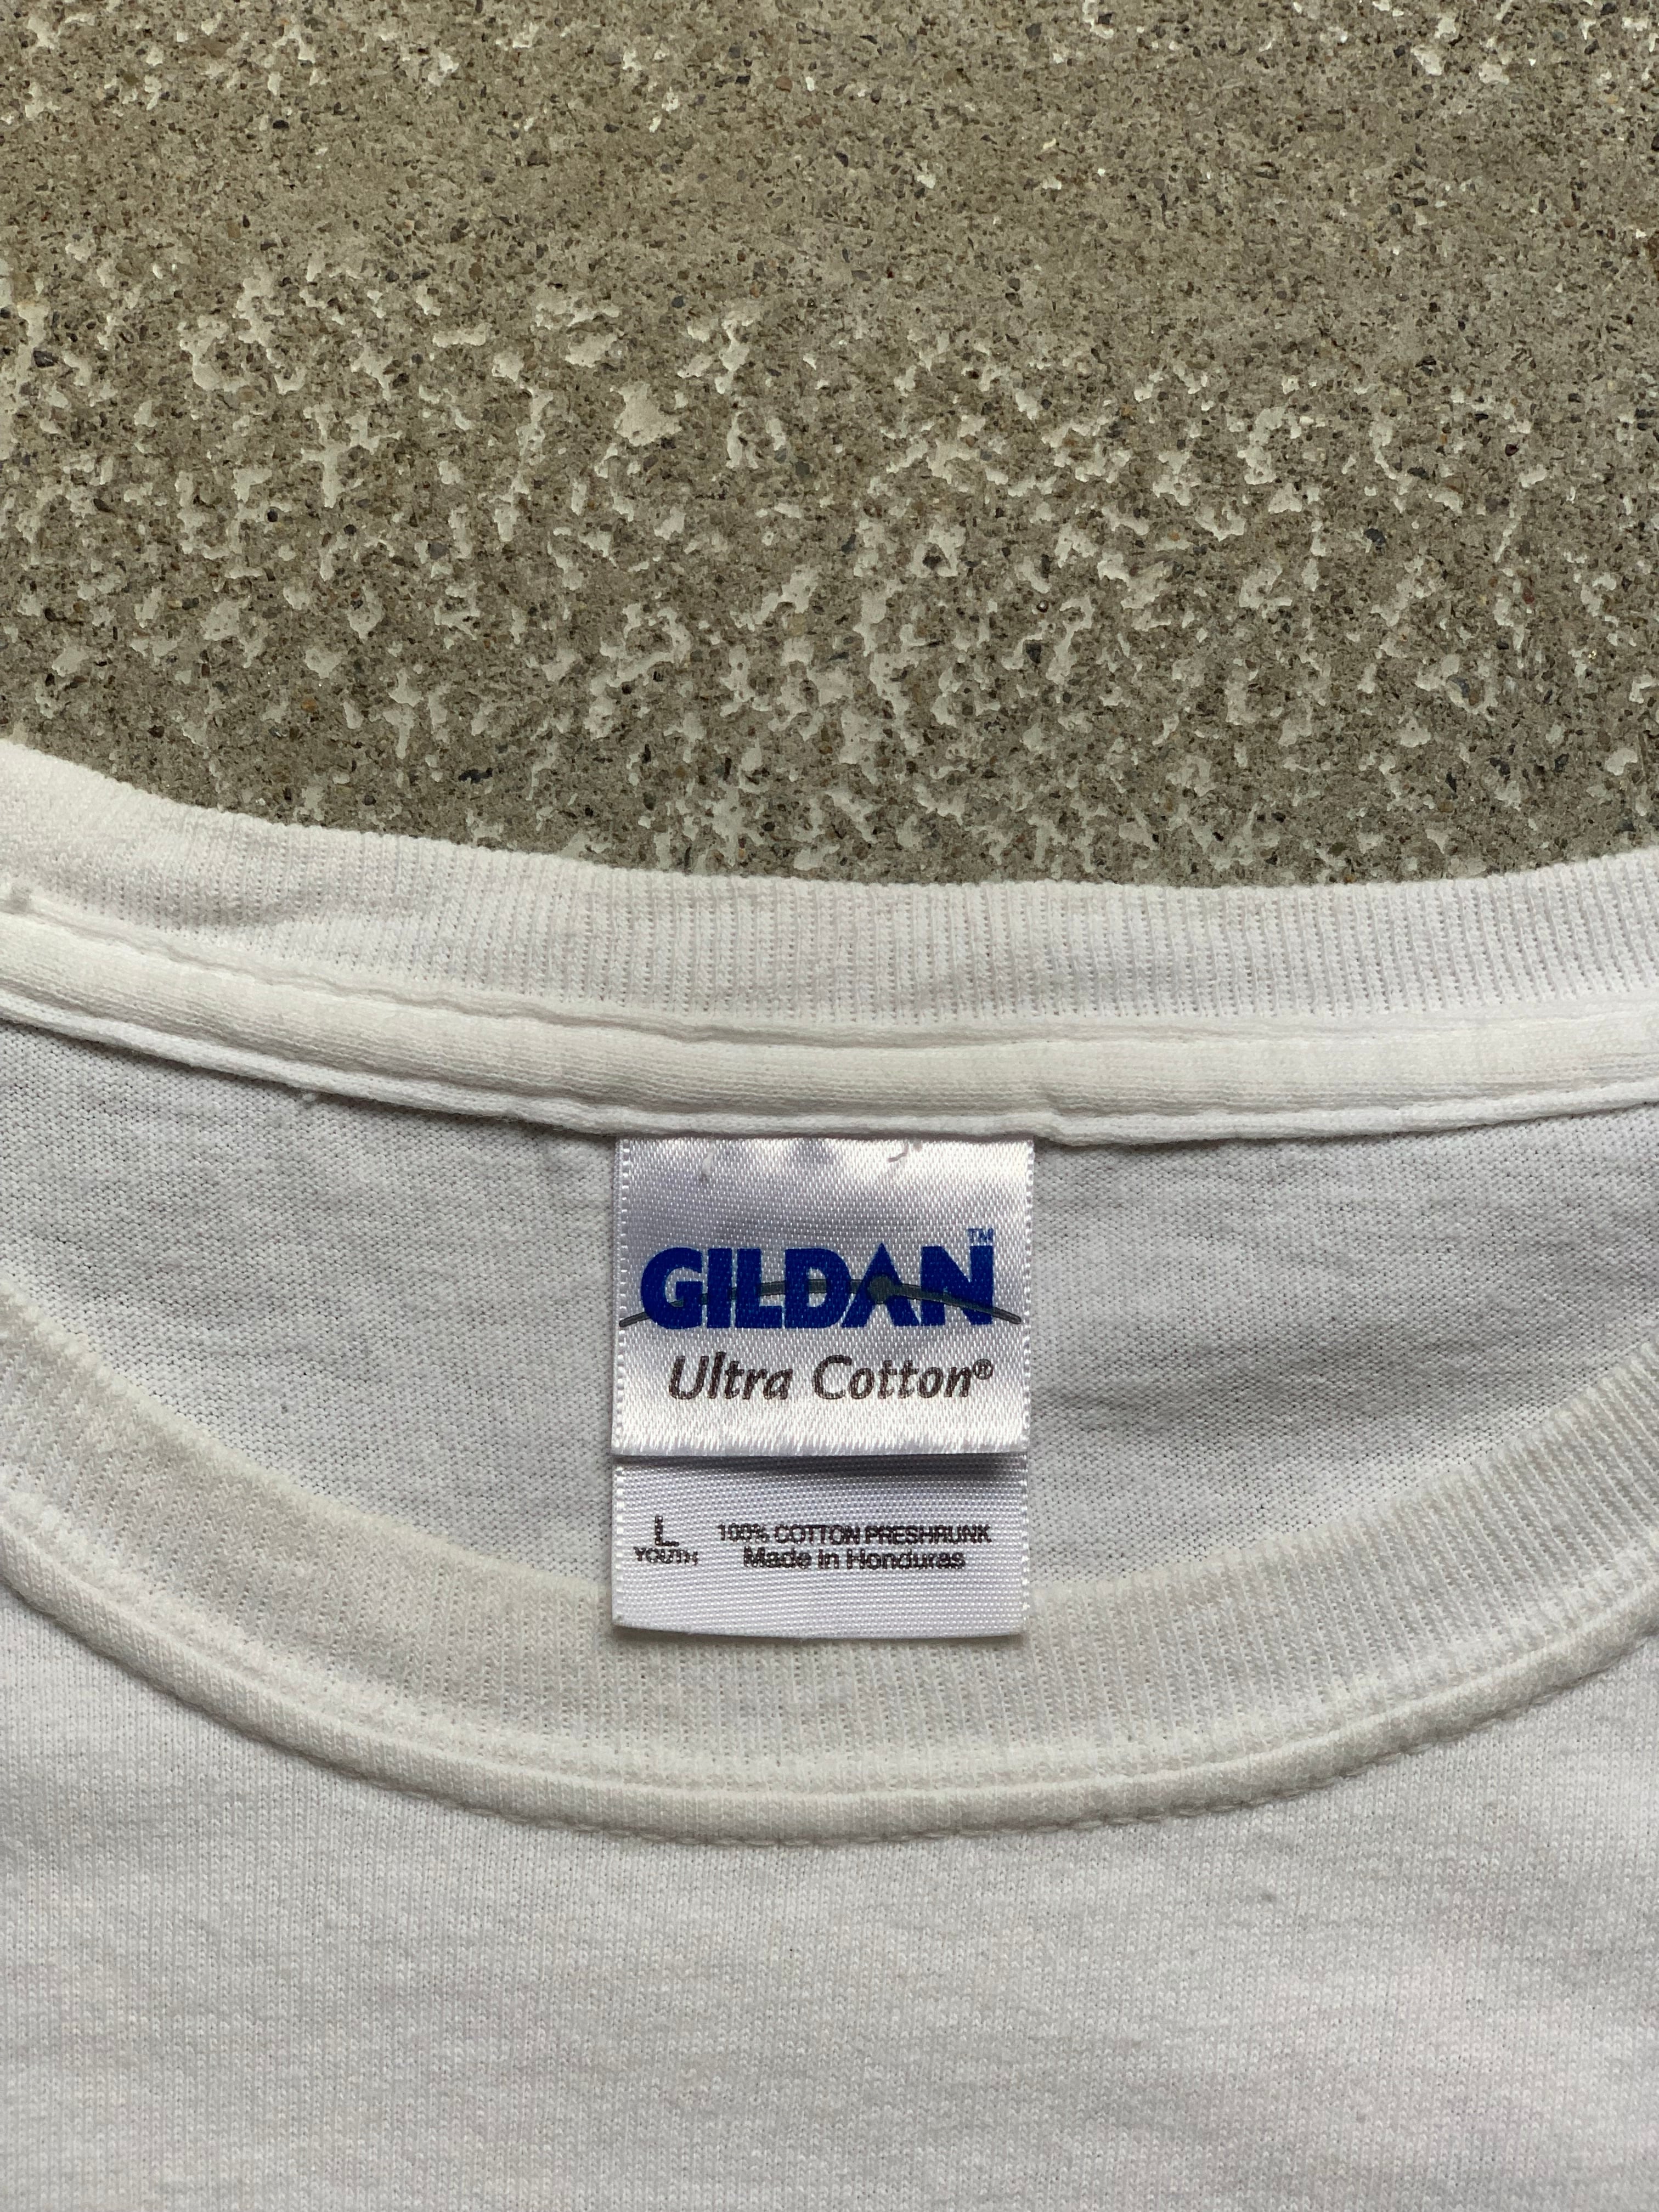 GILDAN™
Ultra Cotton®
L 100% COTTON PRESHRUNK
YOUTH Made in Honduras